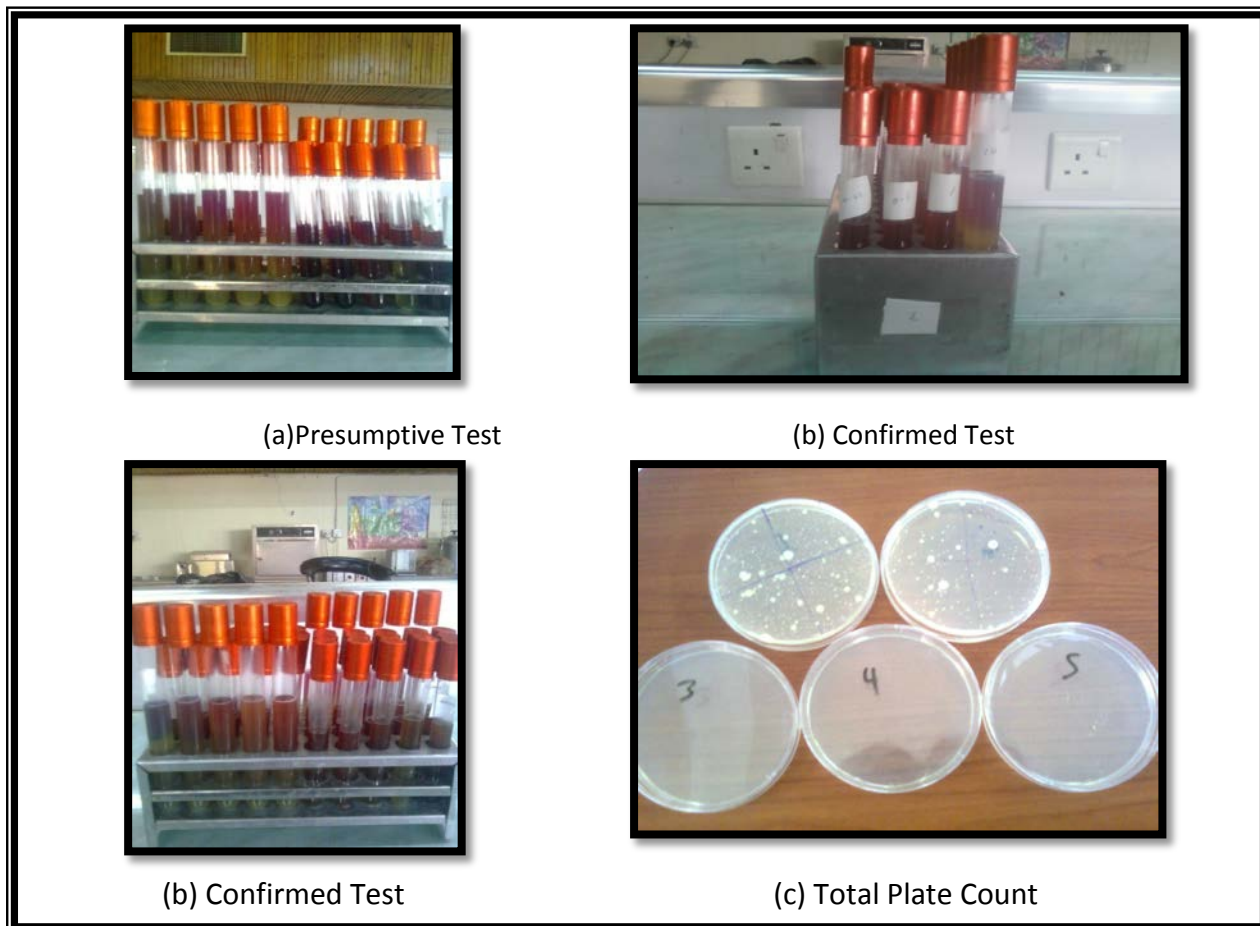 (a)Presumptive Test
(b) Confirmed Test
(b) Confirmed Test
(c) Total Plate Count
3
4
5